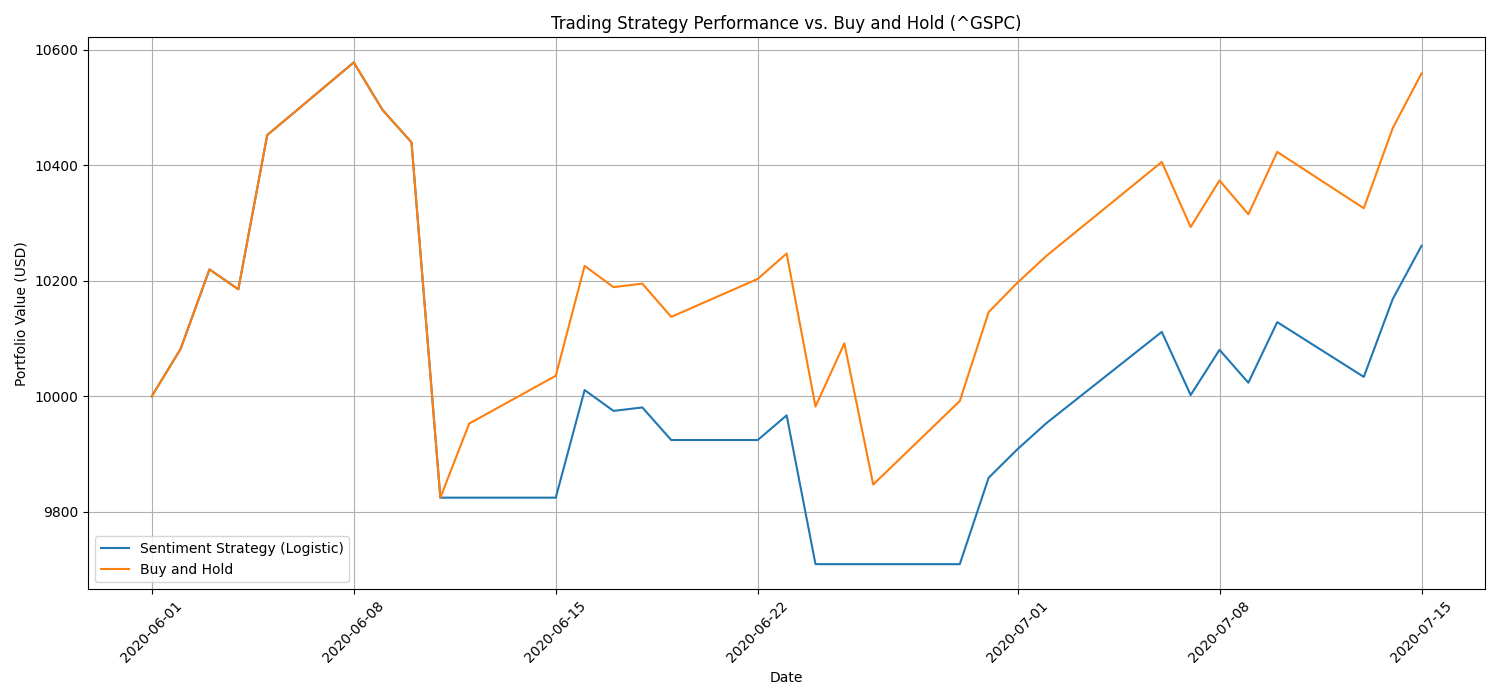 Trading Strategy Performance vs. Buy and Hold (^GSPC)
Portfolio Value (USD)
10600
10400
10200
10000
9800
Sentiment Strategy (Logistic)
Buy and Hold
2020-06-01
2020-06-08
2020-06-15
2020-06-22
2020-07-01
2020-07-08
2020-07-15
Date